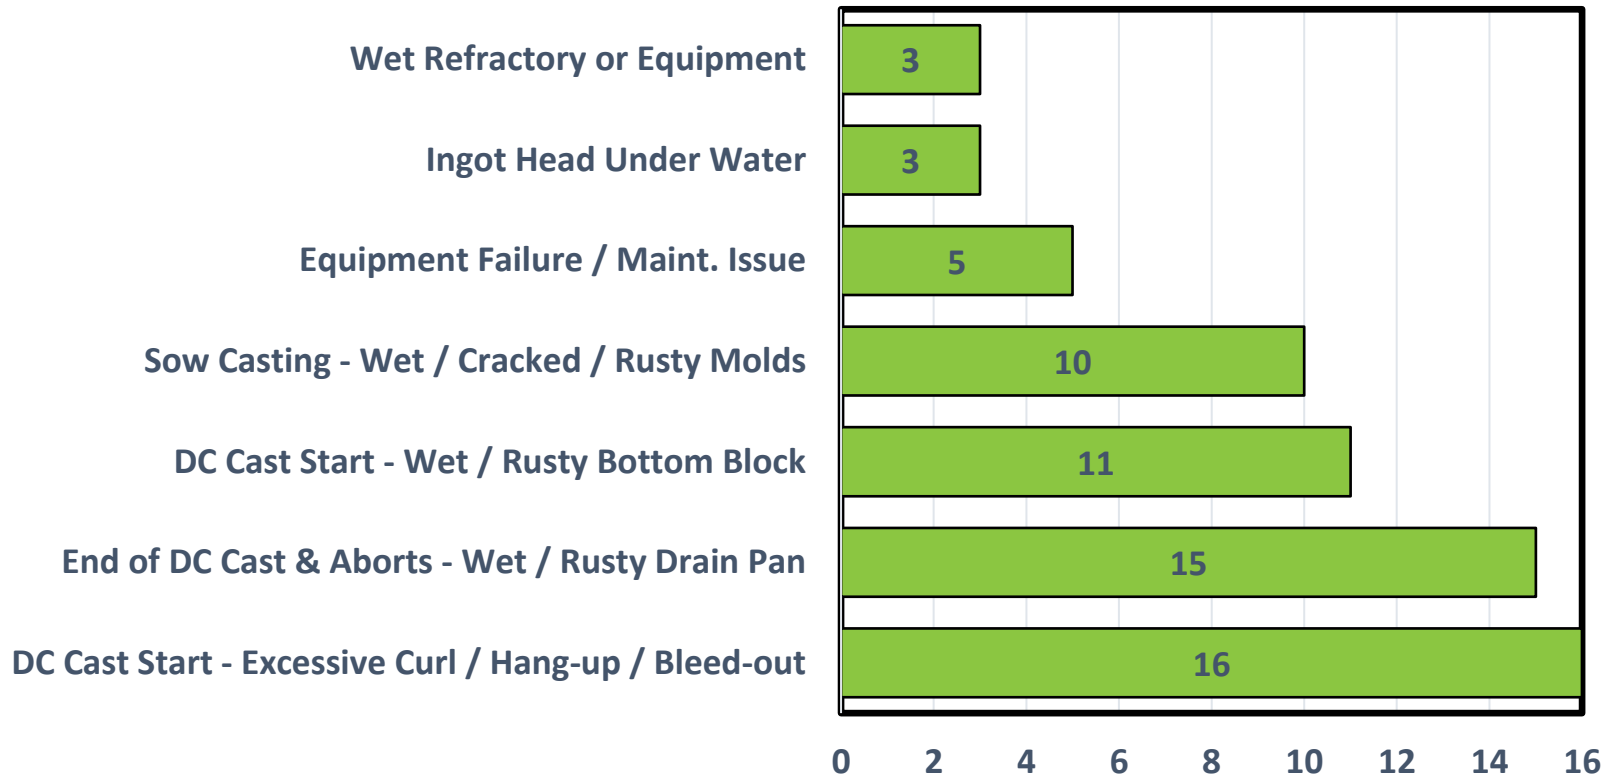 Wet Refractory or Equipment 3
Ingot Head Under Water 3
Equipment Failure / Maint. Issue 5
Sow Casting - Wet / Cracked / Rusty Molds 10
DC Cast Start - Wet / Rusty Bottom Block 11
End of DC Cast & Aborts - Wet / Rusty Drain Pan 15
DC Cast Start - Excessive Curl / Hang-up / Bleed-out 16
0 2 4 6 8 10 12 14 16